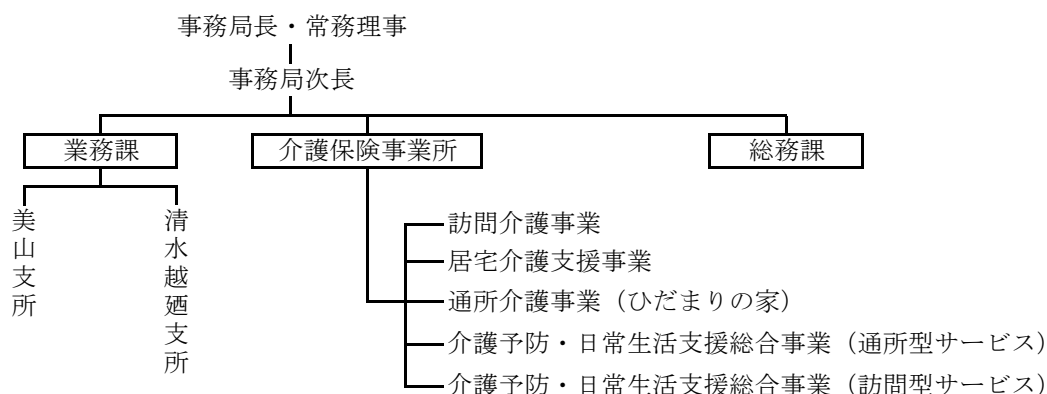 事務局長・常務理事
事務局次長
業務課
介護保険事業所
総務課
美山支所
清水越廼支所
訪問介護事業
居宅介護支援事業
通所介護事業（ひだまりの家）
介護予防・日常生活支援総合事業（通所型サービス）
介護予防・日常生活支援総合事業（訪問型サービス）